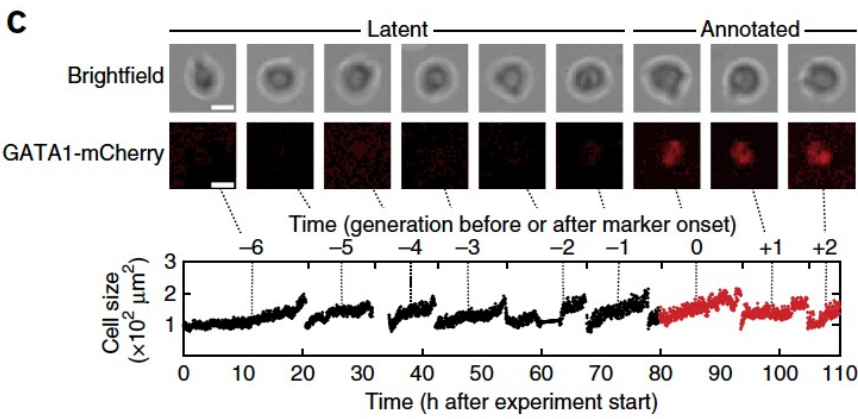 C
Latent Annotated
Brightfield
GATA1-mCherry
Time (generation before or after marker onset)
–6 –5 –4 –3 –2 –1 0 +1 +2
3
2
1
Cell size
(×10² μm²)
0 10 20 30 40 50 60 70 80 90 100 110
Time (h after experiment start)